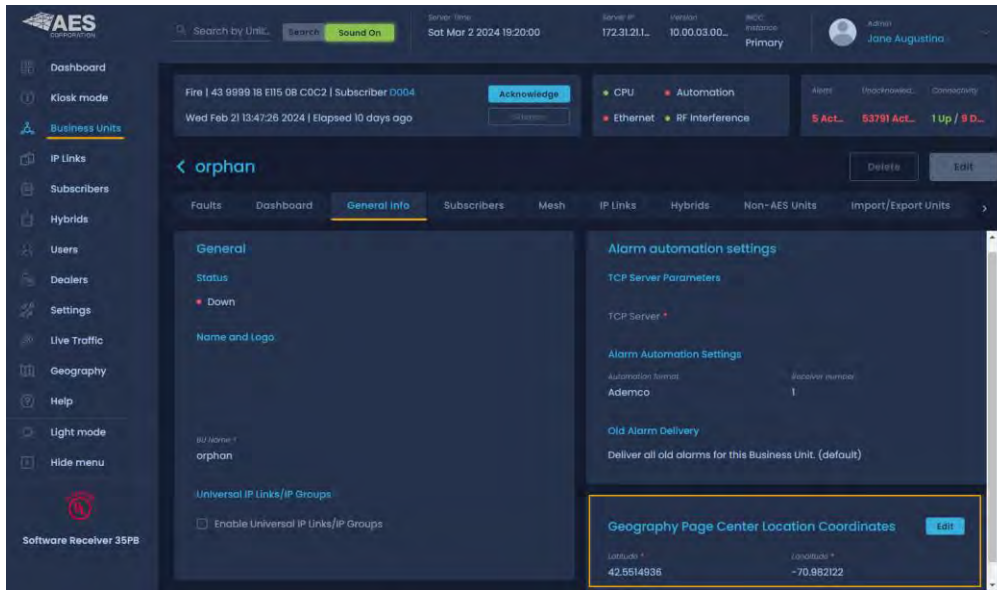 AES
CORPORATION
Search by Unit... Search Sound On
Server Time
Sat Mar 2 2024 19:20:00
Server IP
172.31.21.1...
Version
10.00.03.00...
Instance
Primary
Admin
Jane Augustino
Dashboard
Kiosk mode
Business Units
IP Links
Subscribers
Hybrids
Users
Dealers
Settings
Live Traffic
Geography
Help
Light mode
Hide menu
UL
Software Receiver 35PB
Fire | 43 9999 18 E115 08 C0C2 | Subscriber D004
Acknowledge
Wed Feb 21 13:47:26 2024 | Elapsed 10 days ago
CPU Automation
Ethernet RF Interference
Alarms Unacknowled... Connectivity
5 Act... 53791 Act... 1 Up / 9 D...
< orphan
Delete Edit
Faults Dashboard General Info Subscribers Mesh IP Links Hybrids Non-AES Units Import/Export Units >
General
Status
Down
Name and Logo
BU Name *
orphan
Universal IP Links/IP Groups
Enable Universal IP Links/IP Groups
Alarm automation settings
TCP Server Parameters
TCP Server *
Alarm Automation Settings
Automation format Receiver number
Ademco 1
Old Alarm Delivery
Deliver all old alarms for this Business Unit. (default)
Geography Page Center Location Coordinates Edit
Latitude * Longitude *
42.5514936 -70.982122